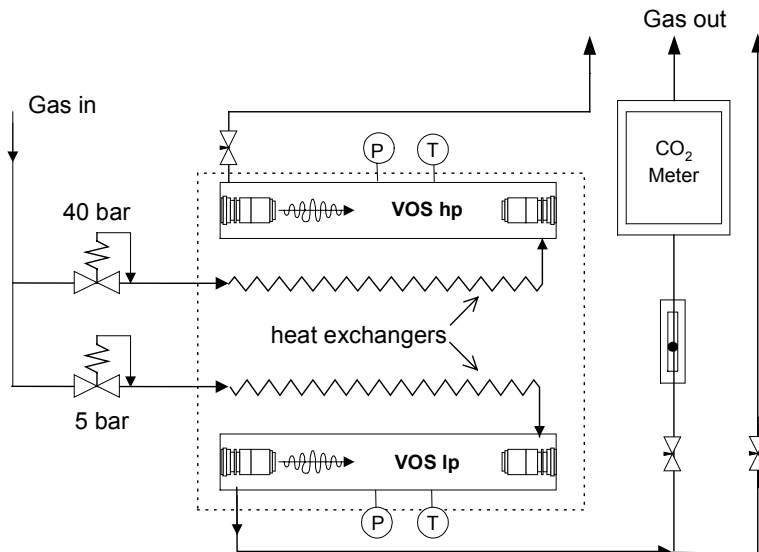 Gas out
Gas in
CO2
Meter
P
T
VOS hp
40 bar
heat exchangers
5 bar
VOS lp
P
T